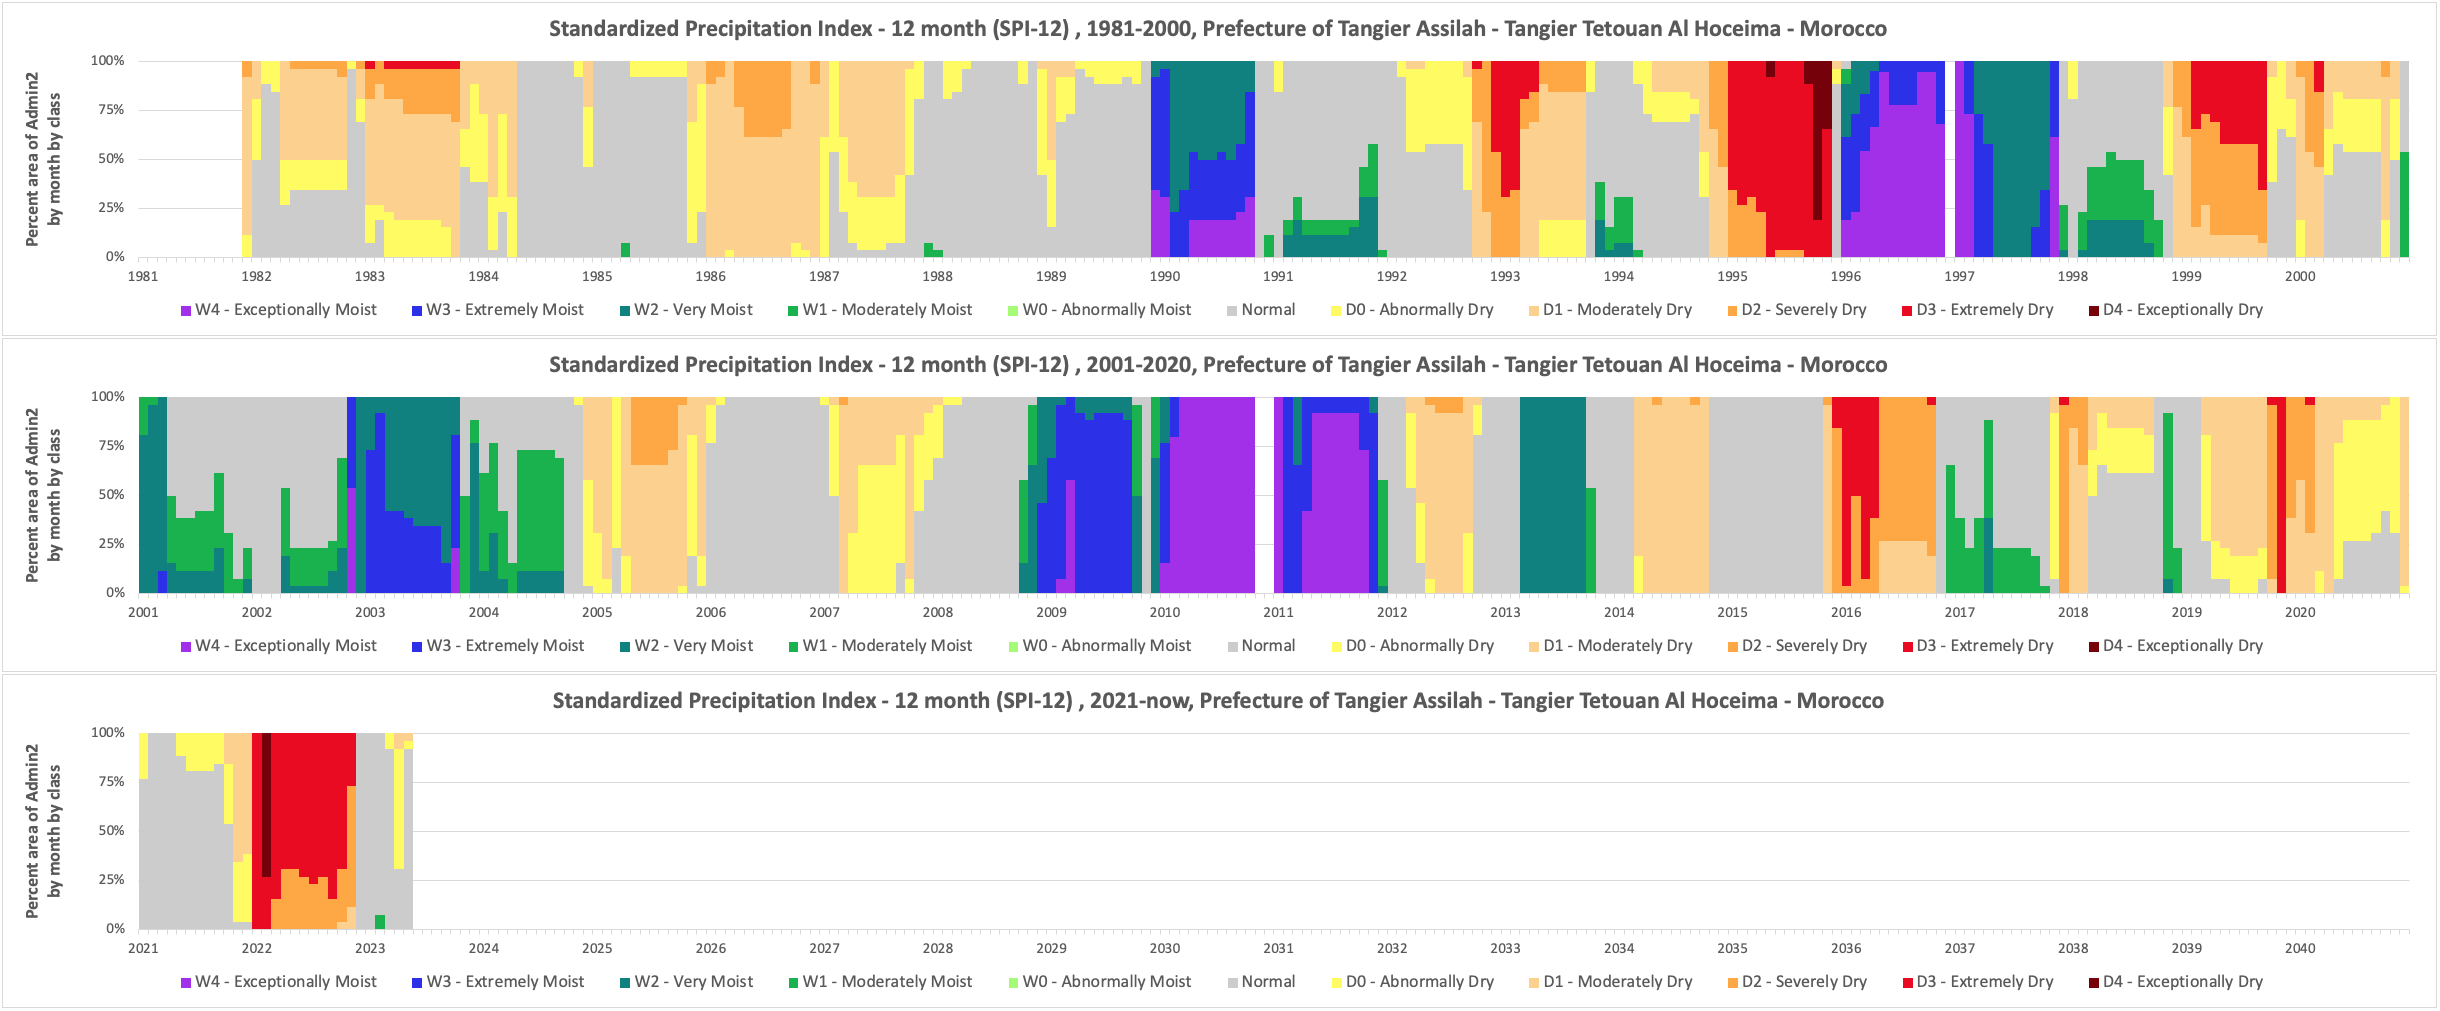 Standardized Precipitation Index - 12 month (SPI-12) , 1981-2000, Prefecture of Tangier Assilah - Tangier Tetouan Al Hoceima - Morocco
Percent area of Admin2
by month by class
100%
75%
50%
25%
0%
1981 1982 1983 1984 1985 1986 1987 1988 1989 1990 1991 1992 1993 1994 1995 1996 1997 1998 1999 2000
W4 - Exceptionally Moist W3 - Extremely Moist W2 - Very Moist W1 - Moderately Moist W0 - Abnormally Moist Normal D0 - Abnormally Dry D1 - Moderately Dry D2 - Severely Dry D3 - Extremely Dry D4 - Exceptionally Dry
Standardized Precipitation Index - 12 month (SPI-12) , 2001-2020, Prefecture of Tangier Assilah - Tangier Tetouan Al Hoceima - Morocco
Percent area of Admin2
by month by class
100%
75%
50%
25%
0%
2001 2002 2003 2004 2005 2006 2007 2008 2009 2010 2011 2012 2013 2014 2015 2016 2017 2018 2019 2020
W4 - Exceptionally Moist W3 - Extremely Moist W2 - Very Moist W1 - Moderately Moist W0 - Abnormally Moist Normal D0 - Abnormally Dry D1 - Moderately Dry D2 - Severely Dry D3 - Extremely Dry D4 - Exceptionally Dry
Standardized Precipitation Index - 12 month (SPI-12) , 2021-now, Prefecture of Tangier Assilah - Tangier Tetouan Al Hoceima - Morocco
Percent area of Admin2
by month by class
100%
75%
50%
25%
0%
2021 2022 2023 2024 2025 2026 2027 2028 2029 2030 2031 2032 2033 2034 2035 2036 2037 2038 2039 2040
W4 - Exceptionally Moist W3 - Extremely Moist W2 - Very Moist W1 - Moderately Moist W0 - Abnormally Moist Normal D0 - Abnormally Dry D1 - Moderately Dry D2 - Severely Dry D3 - Extremely Dry D4 - Exceptionally Dry